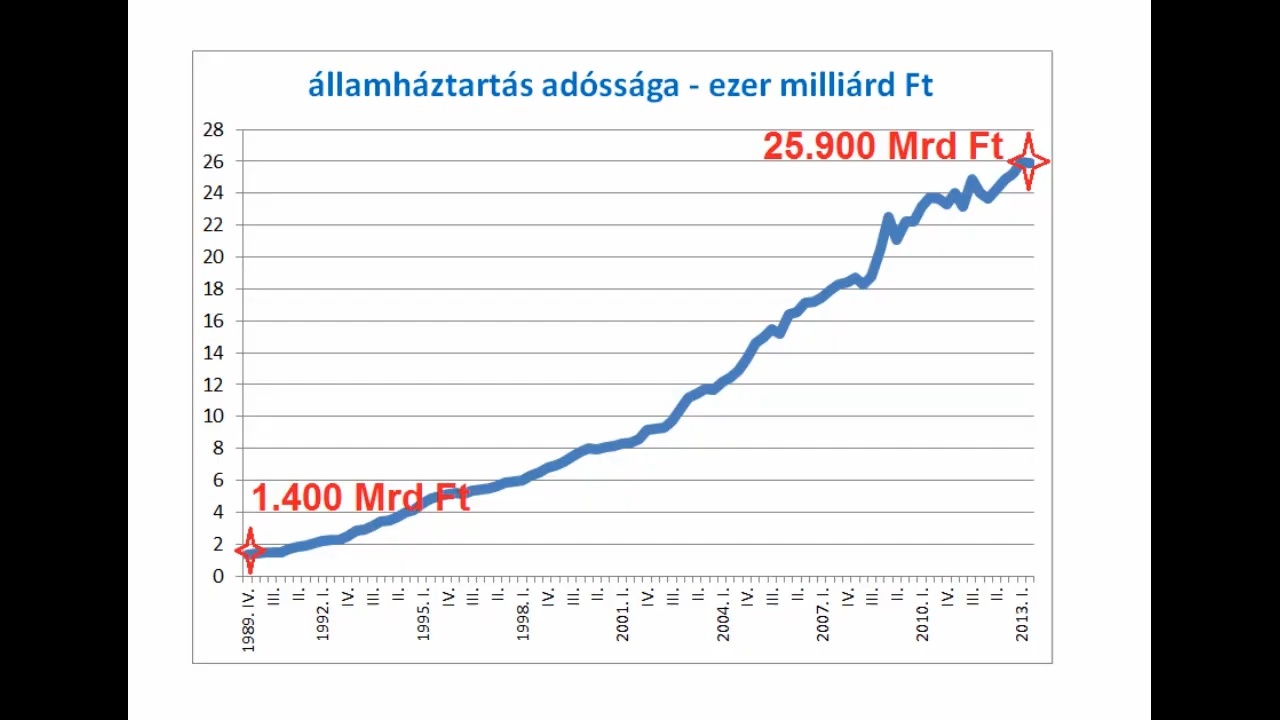 államháztartás adóssága - ezer milliárd Ft
28
25.900 Mrd Ft
26
24
22
20
18
16
14
12
10
8
6
1.400 Mrd Ft
4
2
0
1989. IV.
III.
II.
1992. I.
IV.
III.
II.
1995. I.
IV.
III.
II.
1998. I.
IV.
III.
II.
2001. I.
IV.
III.
II.
2004. I.
IV.
III.
II.
2007. I.
IV.
III.
II.
2010. I.
IV.
III.
II.
2013. I.